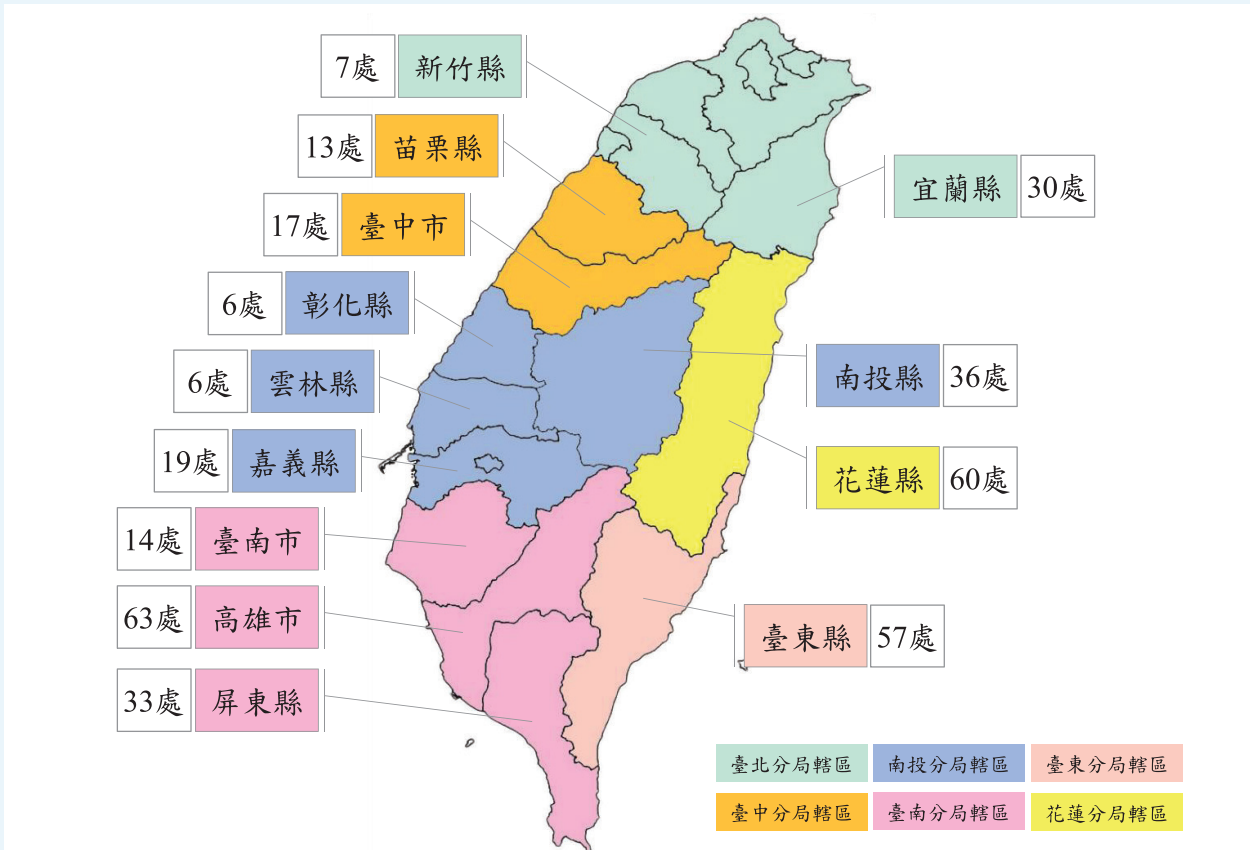 7處 新竹縣
13處 苗栗縣
17處 臺中市
6處 彰化縣
6處 雲林縣
19處 嘉義縣
14處 臺南市
63處 高雄市
33處 屏東縣
宜蘭縣 30處
南投縣 36處
花蓮縣 60處
臺東縣 57處
臺北分局轄區 南投分局轄區 臺東分局轄區
臺中分局轄區 臺南分局轄區 花蓮分局轄區